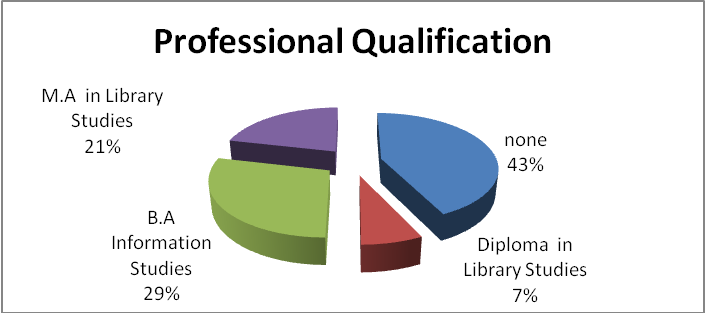 Professional Qualification
M.A in Library
Studies
21%
none
43%
B.A
Information
Studies
29%
Diploma in
Library Studies
7%